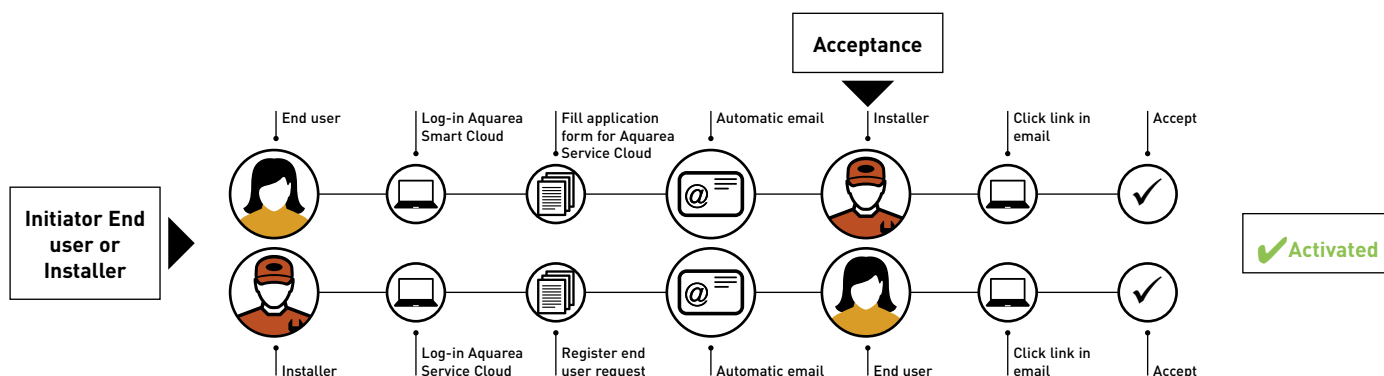 Acceptance
End user
Log-in Aquarea
Smart Cloud
Fill application
form for Aquarea
Service Cloud
Automatic email
Installer
Click link in
email
Accept
@
Initiator End
user or
Installer
✔Activated
@
Installer
Log-in Aquarea
Service Cloud
Register end
user request
Automatic email
End user
Click link in
email
Accept